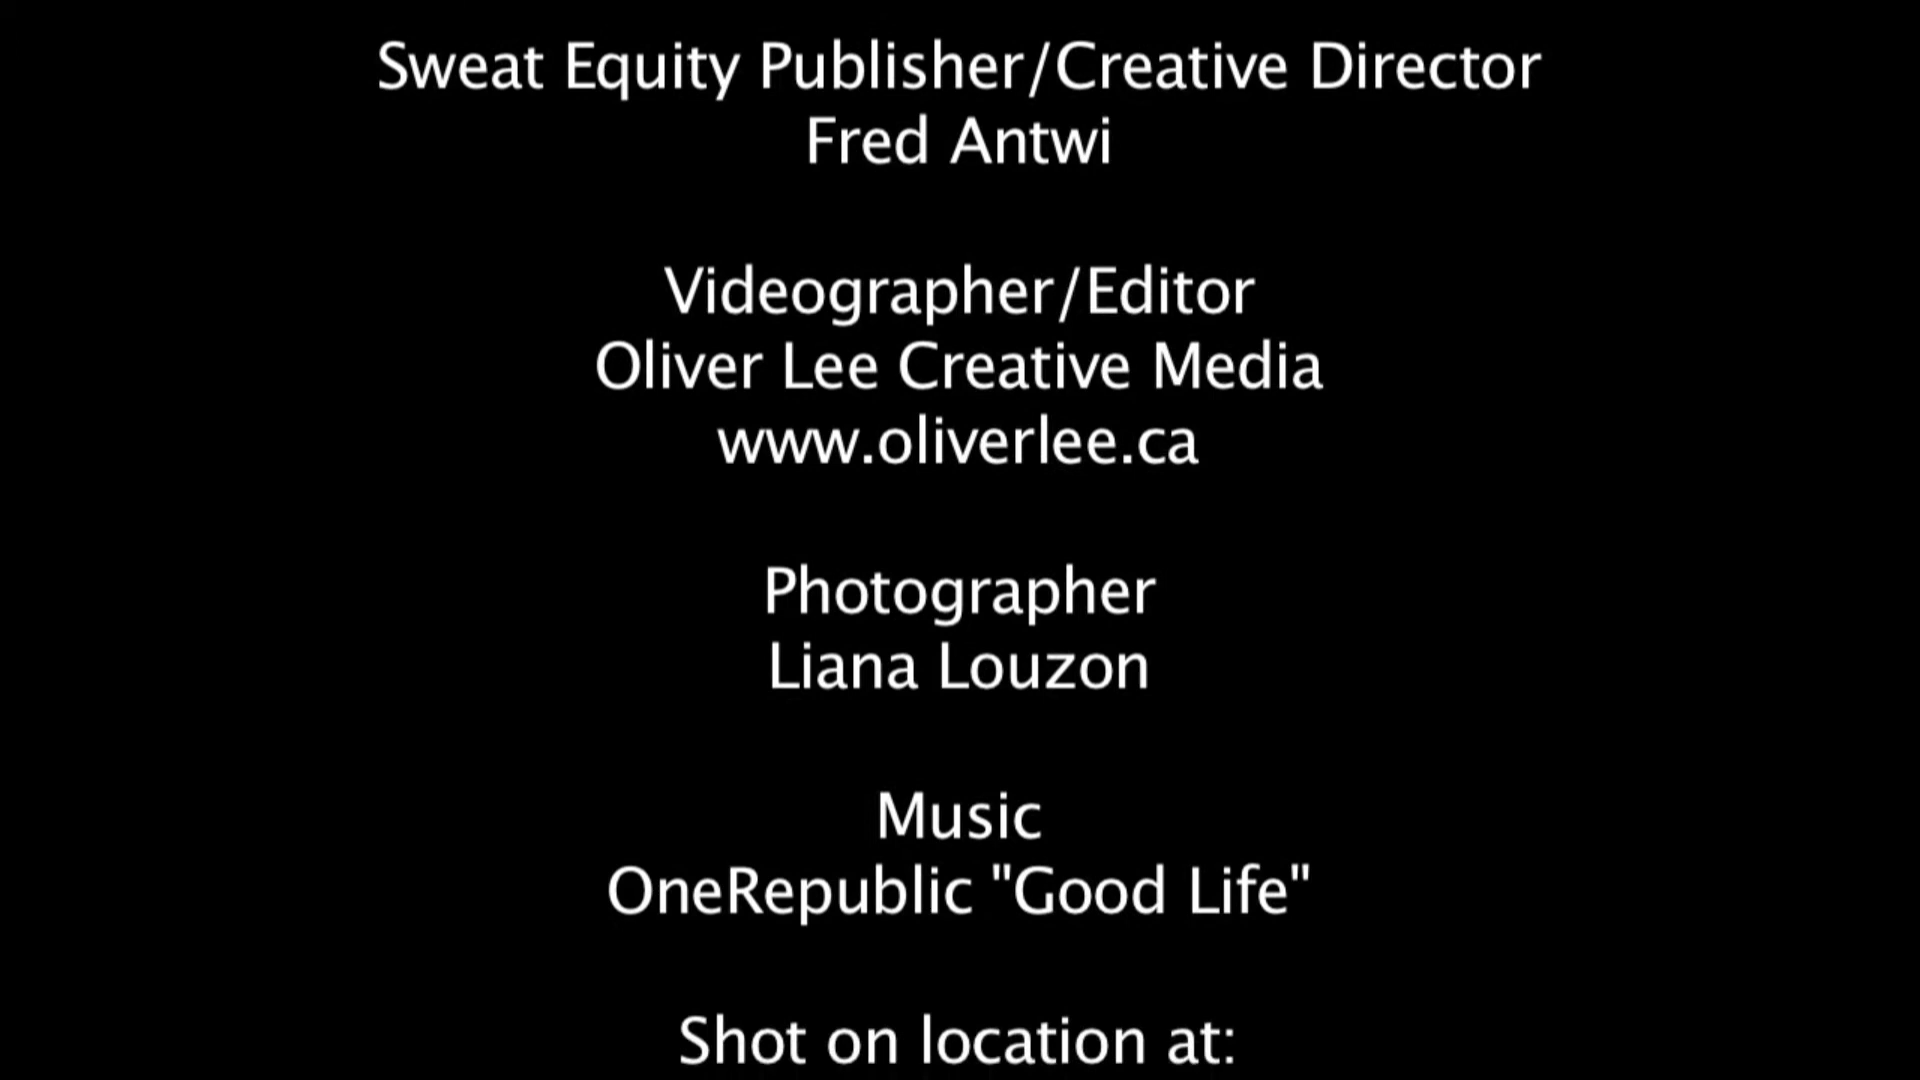 Sweat Equity Publisher/Creative Director
Fred Antwi
Videographer/Editor
Oliver Lee Creative Media
www.oliverlee.ca
Photographer
Liana Louzon
Music
OneRepublic "Good Life"
Shot on location at: